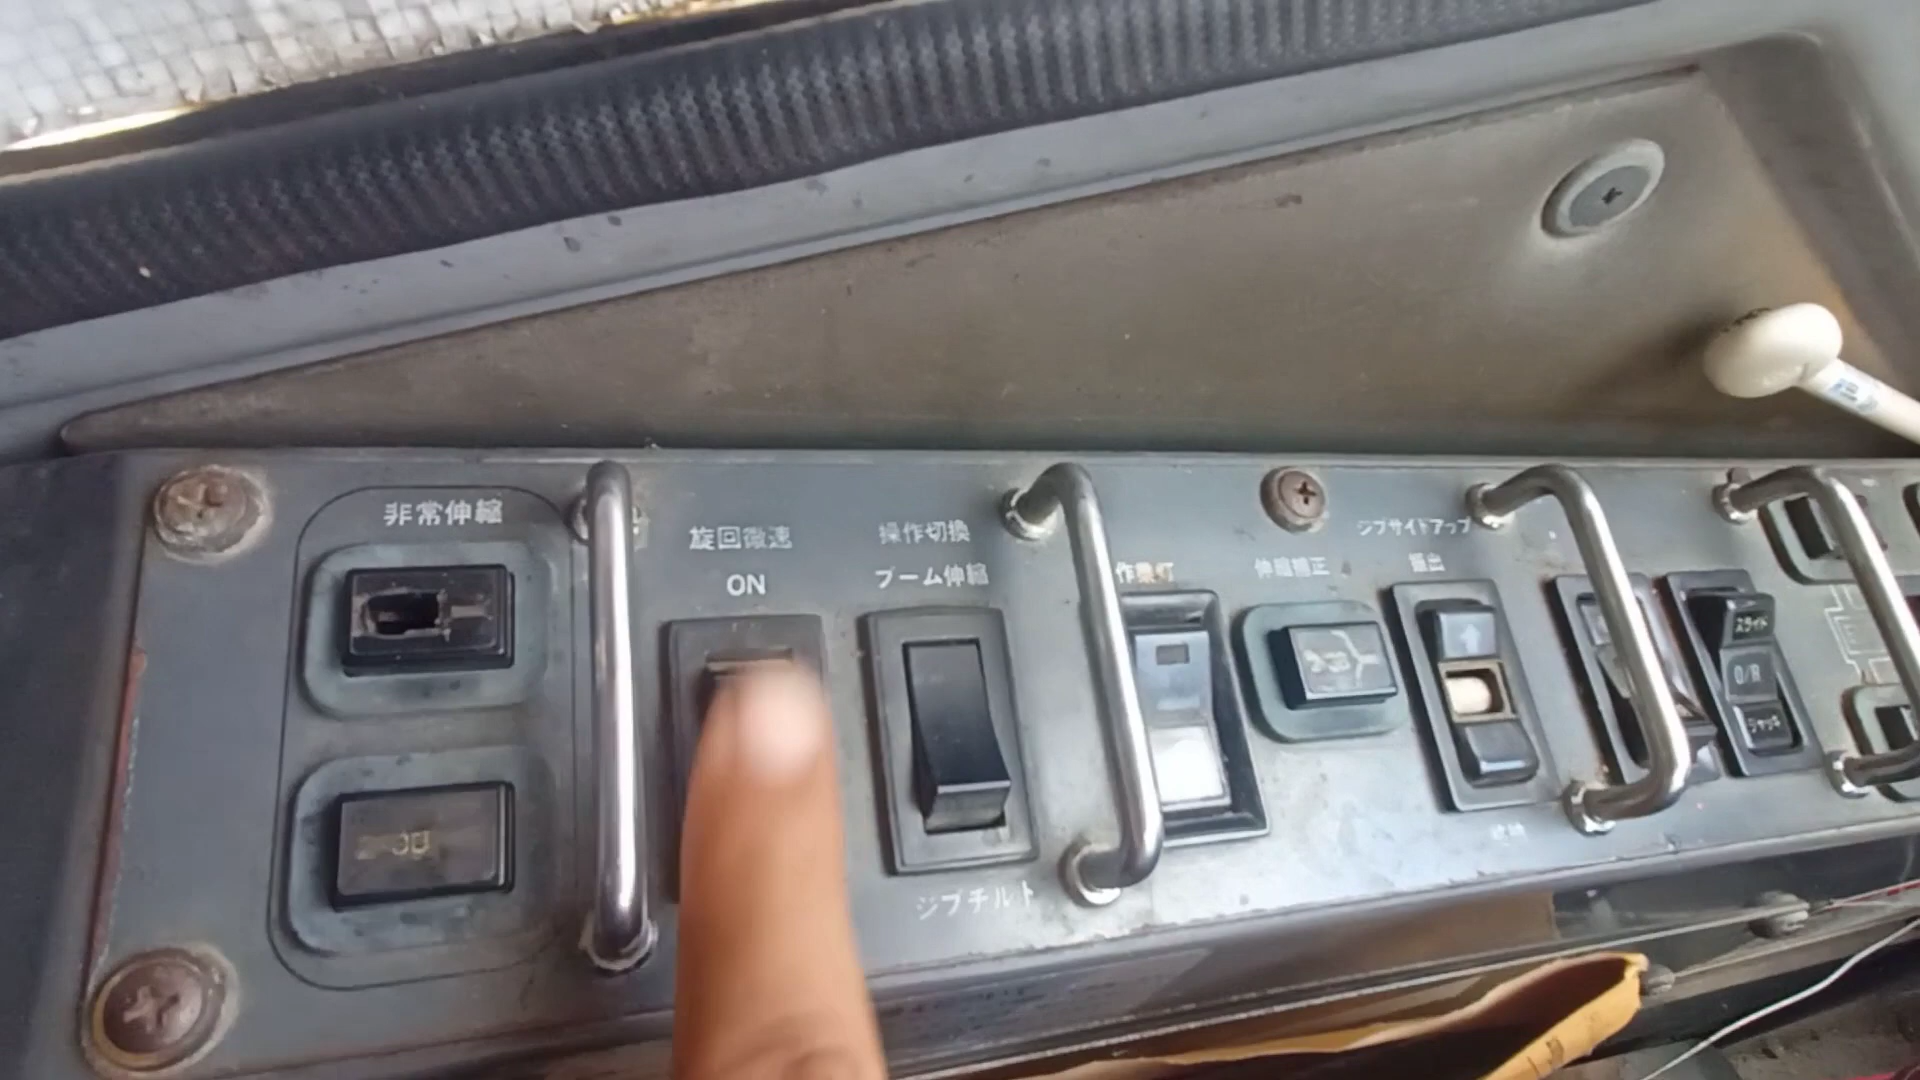 非常伸縮
旋回微速
ON
操作切換
ブーム伸縮
ジブチルト
作業灯
伸縮補正
ジブサイドアップ
振出
スライド
O/R
ジャッキ